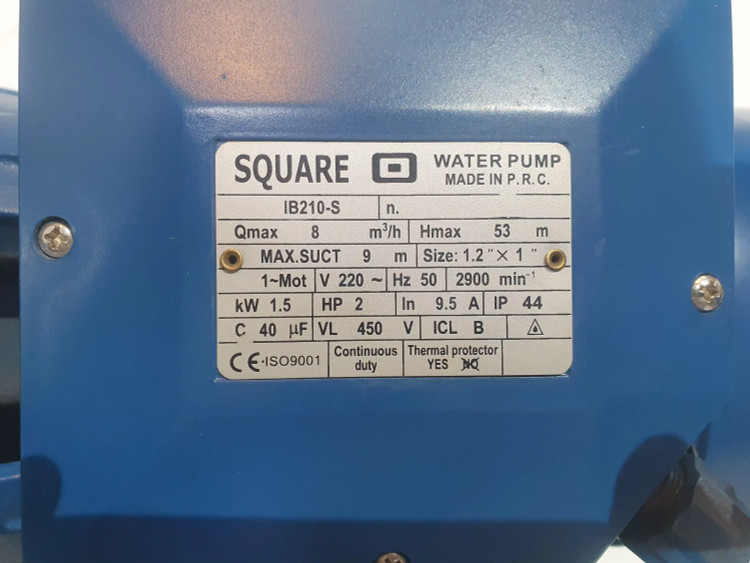 SQUARE WATER PUMP
MADE IN P.R.C.
IB210-S n.
Qmax 8 m³/h Hmax 53 m
MAX.SUCT 9 m Size: 1.2"×1"
1~Mot V 220 ~ Hz 50 2900 min⁻¹
kW 1.5 HP 2 In 9.5 A IP 44
C 40 µF VL 450 V ICL B
CE·ISO9001 Continuous duty Thermal protector
YES NO